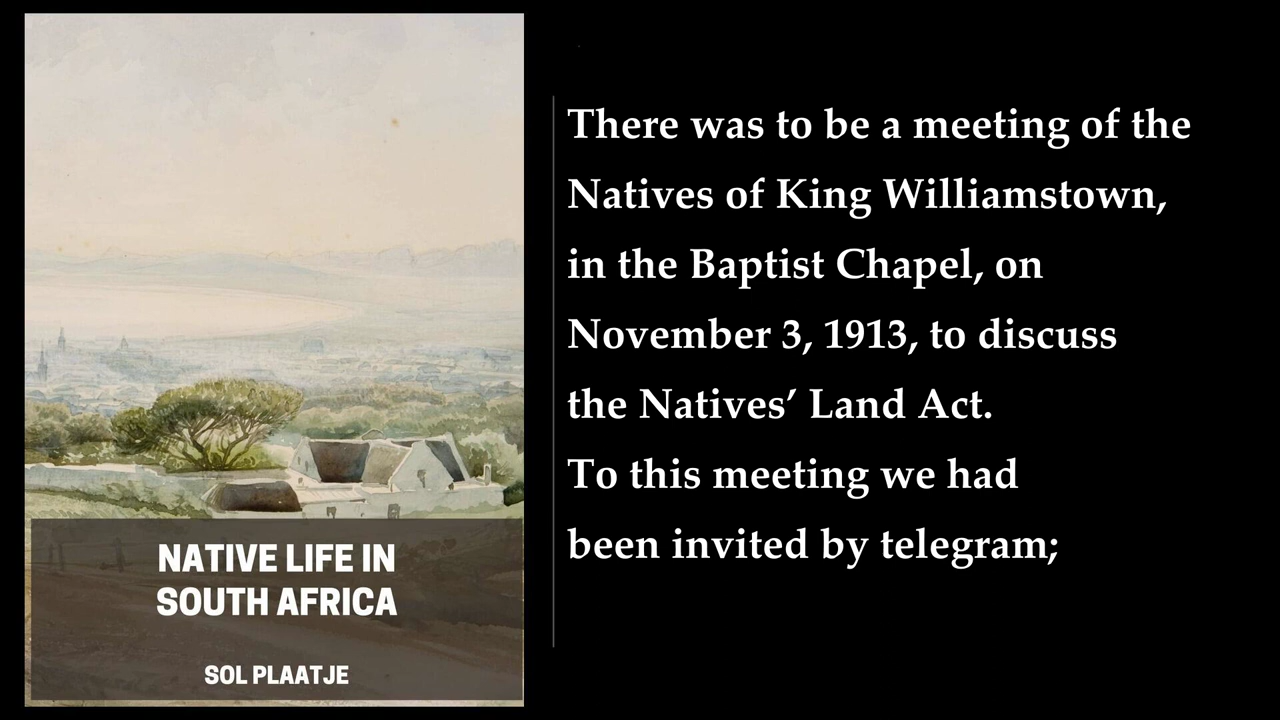 NATIVE LIFE IN
SOUTH AFRICA
SOL PLAATJE
There was to be a meeting of the
Natives of King Williamstown,
in the Baptist Chapel, on
November 3, 1913, to discuss
the Natives’ Land Act.
To this meeting we had
been invited by telegram;